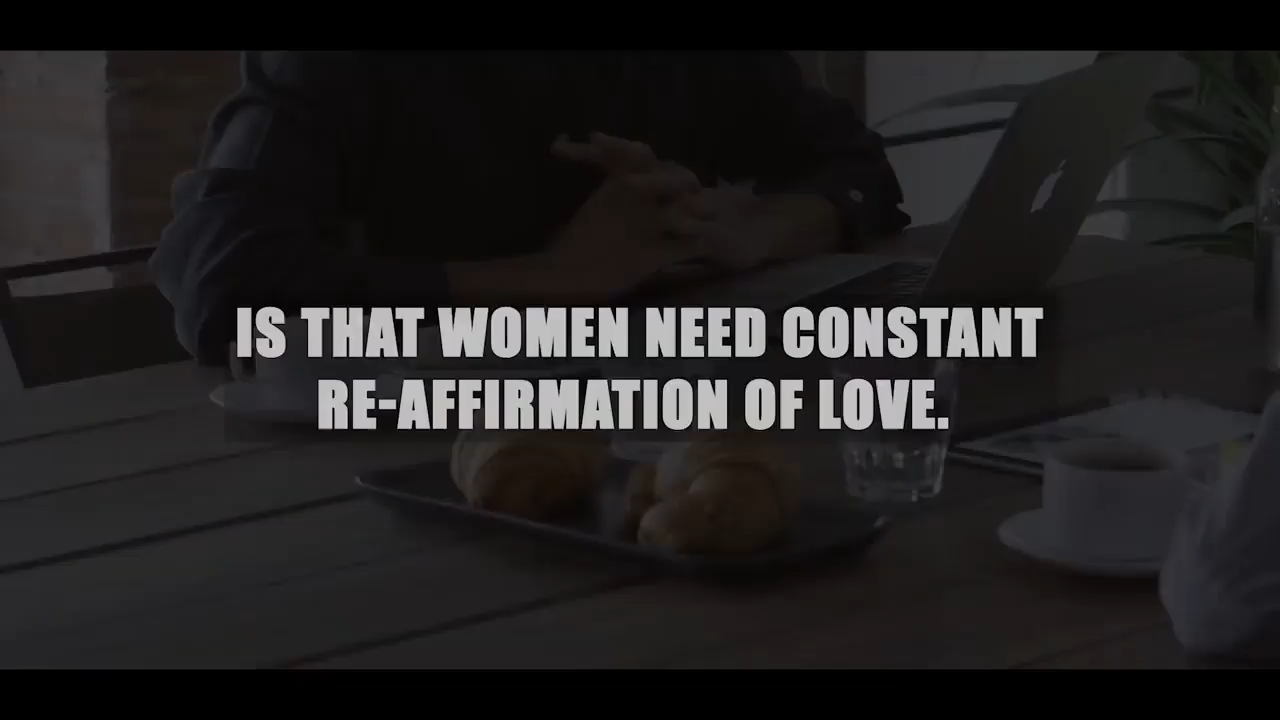 IS THAT WOMEN NEED CONSTANT
RE-AFFIRMATION OF LOVE.